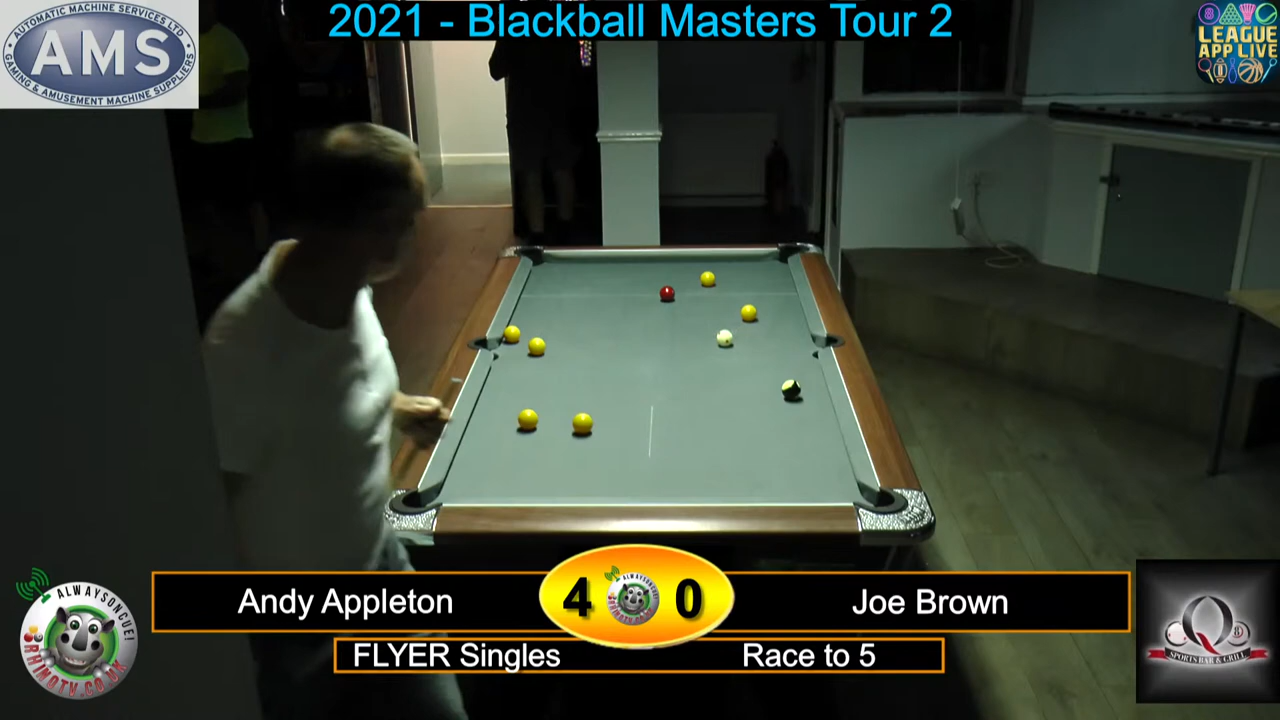 AUTOMATIC MACHINE SERVICES LTD
AMS
GAMING & AMUSEMENT MACHINE SUPPLIERS
2021 - Blackball Masters Tour 2
LEAGUE
APP LIVE
Andy Appleton
4
0
Joe Brown
FLYER Singles
Race to 5
ALWAYSONCUE!
RHINOTV.CO.UK
Q
SPORTS BAR & GRILL